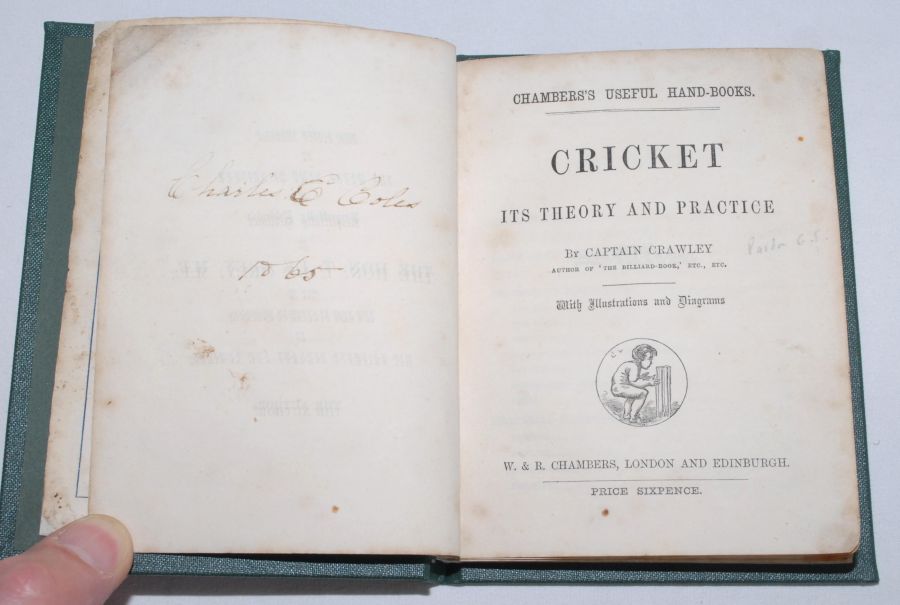 Charles E Coles
1865
CHAMBERS'S USEFUL HAND-BOOKS.
CRICKET
ITS THEORY AND PRACTICE
BY CAPTAIN CRAWLEY
AUTHOR OF 'THE BILLIARD-BOOK,' ETC., ETC.
With Illustrations and Diagrams
W. & R. CHAMBERS, LONDON AND EDINBURGH.
PRICE SIXPENCE.